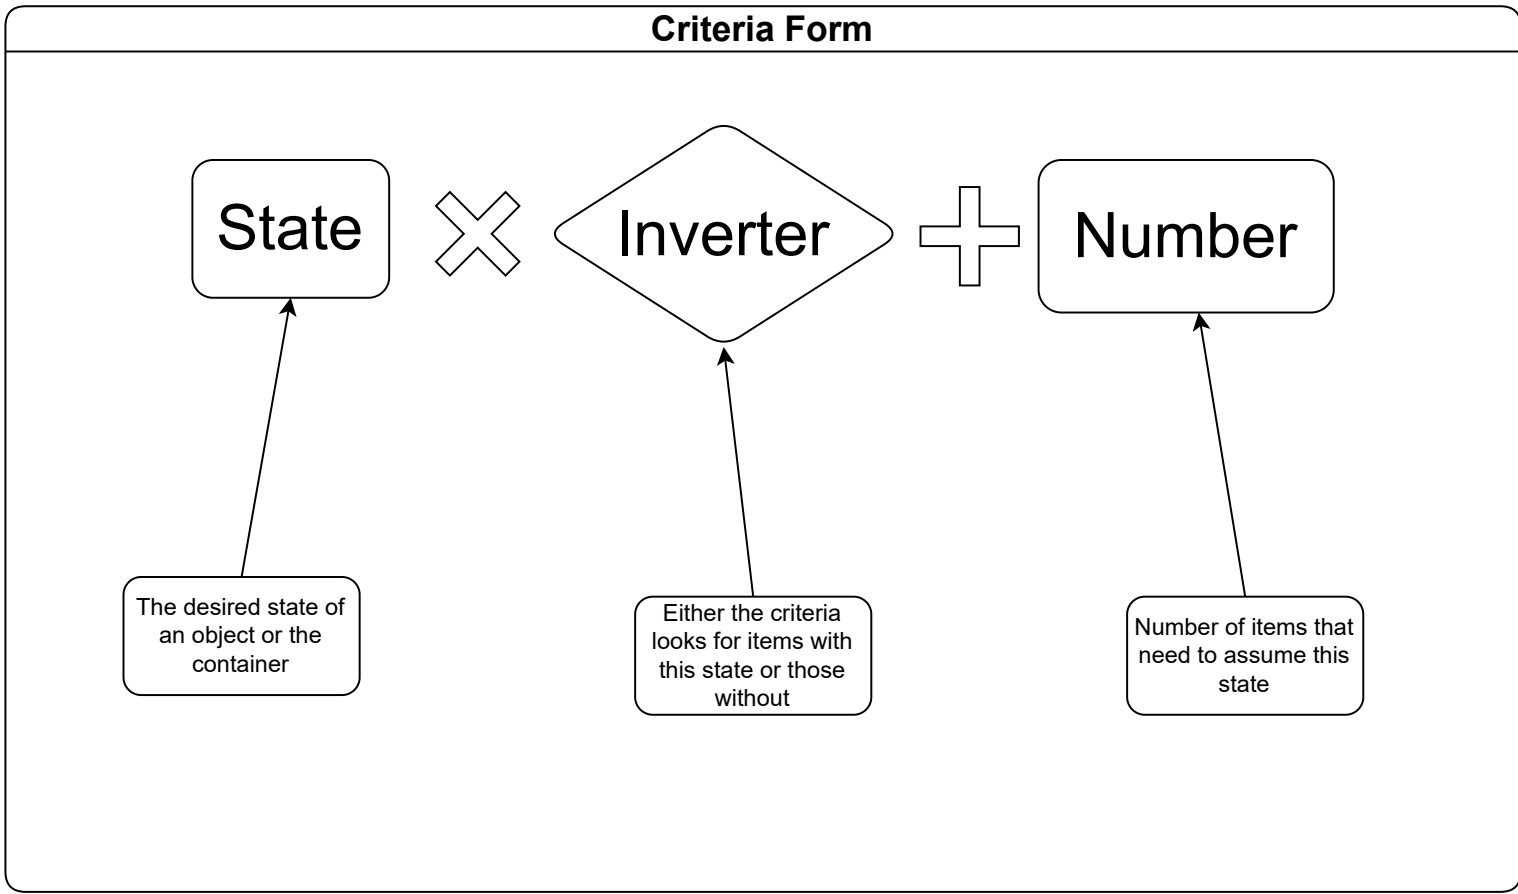 Criteria Form
State
Inverter
Number
The desired state of
an object or the
container
Either the criteria
looks for items with
this state or those
without
Number of items that
need to assume this
state